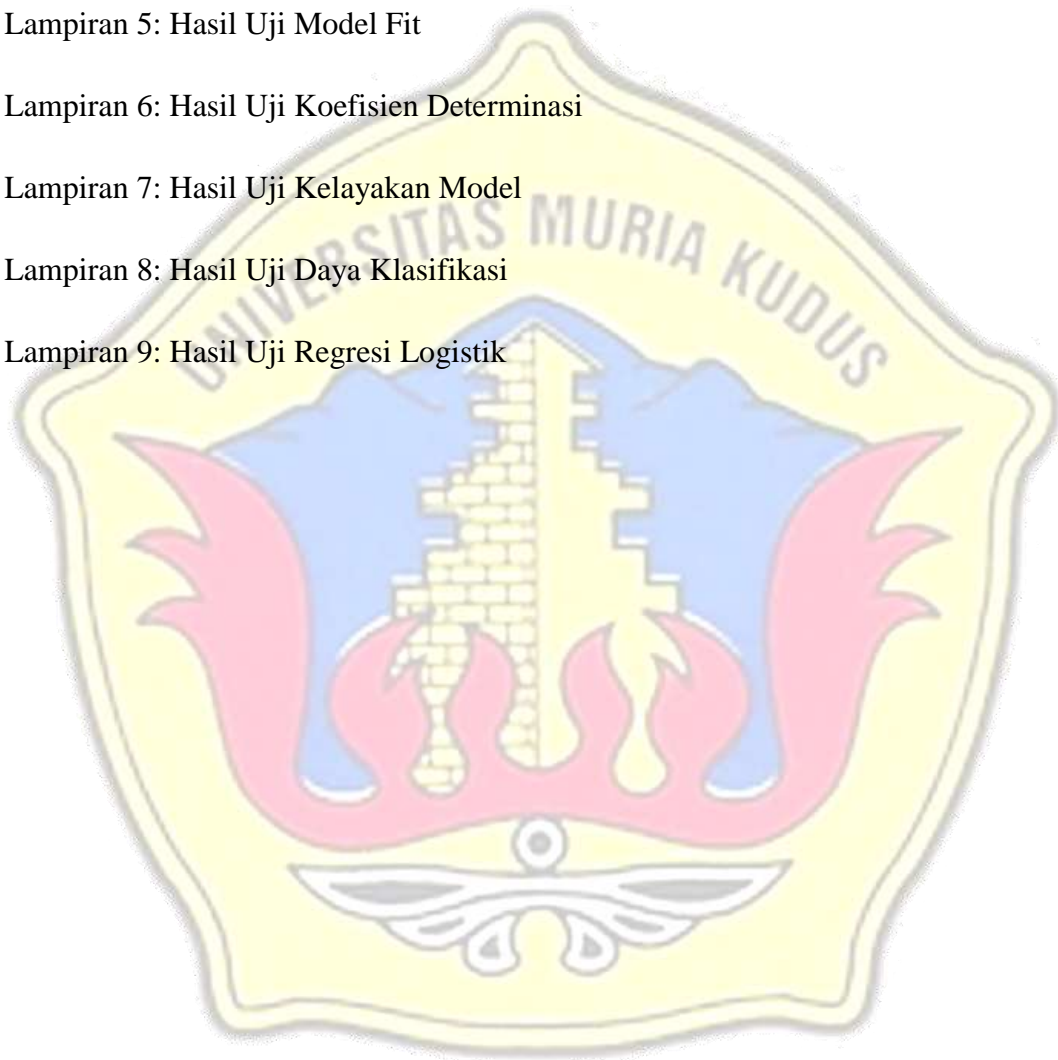 Lampiran 5: Hasil Uji Model Fit
Lampiran 6: Hasil Uji Koefisien Determinasi
Lampiran 7: Hasil Uji Kelayakan Model
Lampiran 8: Hasil Uji Daya Klasifikasi
Lampiran 9: Hasil Uji Regresi Logistik
UNIVERSITAS MURIA KUDUS